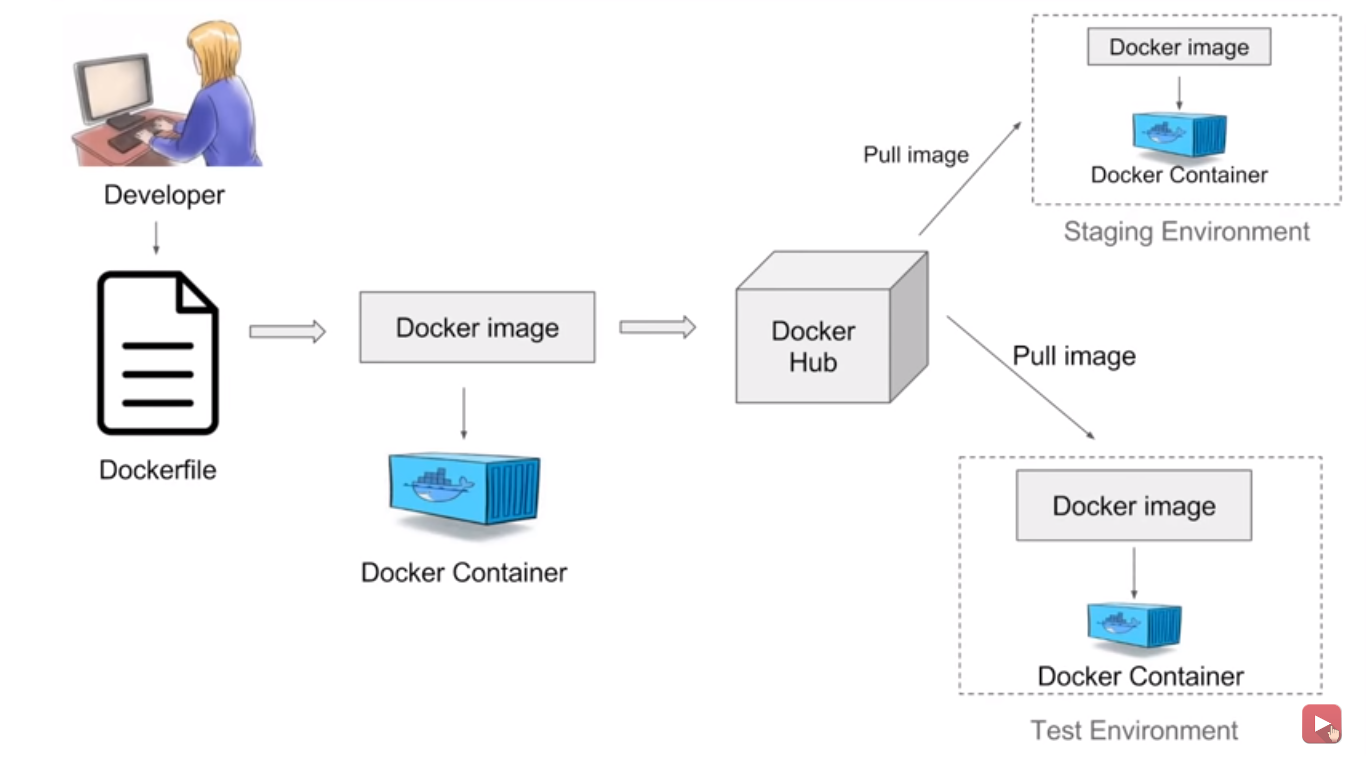 Developer
Dockerfile
Docker image
Docker Container
Docker
Hub
Pull image
Docker image
Docker Container
Staging Environment
Pull image
Docker image
Docker Container
Test Environment